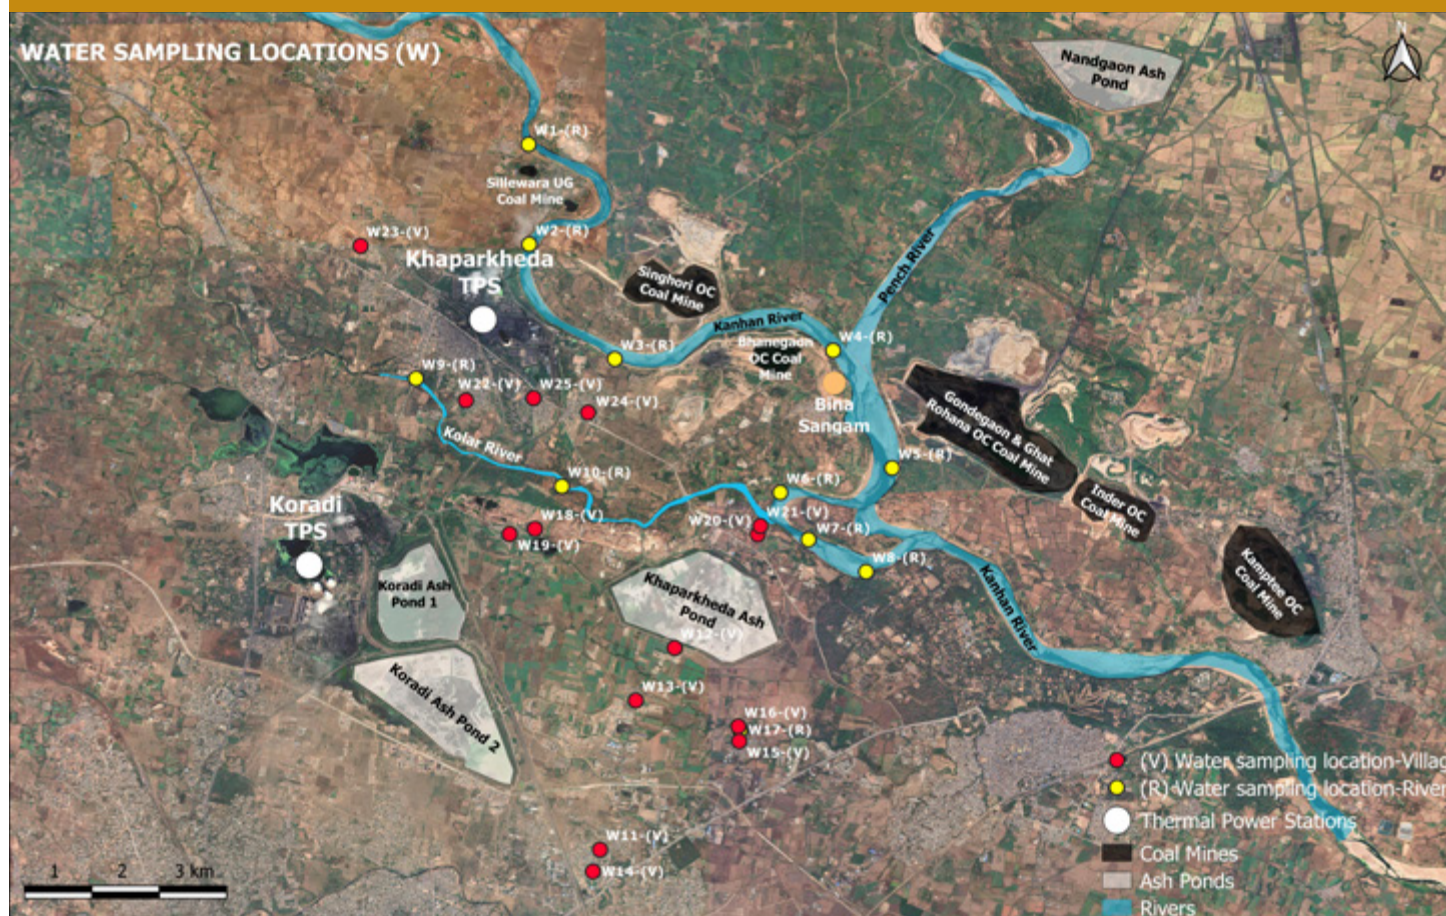 WATER SAMPLING LOCATIONS (W)
N
Nandgaon Ash
Pond
W1-(R)
Sillewara UG
Coal Mine
W2-(R)
W23-(V)
Khaparkheda
TPS
Singhori OC
Coal Mine
Pench River
Kanhan River
W3-(R)
W4-(R)
Bhanegaon
OC Coal
Mine
W9-(R)
W22-(V)
W25-(V)
W24-(V)
Bina
Sangam
Gondegaon & Ghat
Rohana OC Coal Mine
Kolar River
W5-(R)
W10-(R)
W6-(R)
Inder OC
Coal Mine
Koradi
TPS
W18-(V)
W19-(V)
W20-(V)
W21-(V)
W7-(R)
W8-(R)
Kamptee OC
Coal Mine
Koradi Ash
Pond 1
Khaparkheda Ash
Pond
Kanhan River
W12-(V)
Koradi Ash Pond 2
W13-(V)
W16-(V)
W17-(R)
W15-(V)
W11-(V)
W14-(V)
(V) Water sampling location-Villag
(R) Water sampling location-River
Thermal Power Stations
Coal Mines
Ash Ponds
Rivers
1 2 3 km